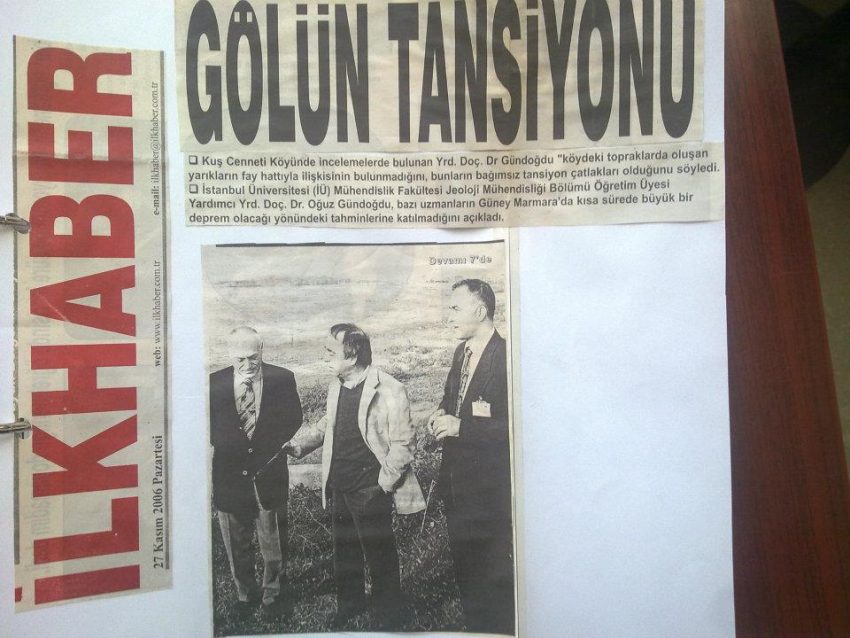 İLKHABER
e-mail: ilkhaber@ilkhaber.com.tr
web: www.ilkhaber.com.tr
27 Kasım 2006 Pazartesi
GÖLÜN TANSİYONU
❑ Kuş Cenneti Köyünde incelemelerde bulunan Yrd. Doç. Dr Gündoğdu "köydeki topraklarda oluşan
yarıkların fay hattıyla ilişkisinin bulunmadığını, bunların bağımsız tansiyon çatlakları olduğunu söyledi.
❑ İstanbul Üniversitesi (İÜ) Mühendislik Fakültesi Jeoloji Mühendisliği Bölümü Öğretim Üyesi
Yardımcı Yrd. Doç. Dr. Oğuz Gündoğdu, bazı uzmanların Güney Marmara'da kısa sürede büyük bir
deprem olacağı yönündeki tahminlerine katılmadığını açıkladı.
Devamı 7'de